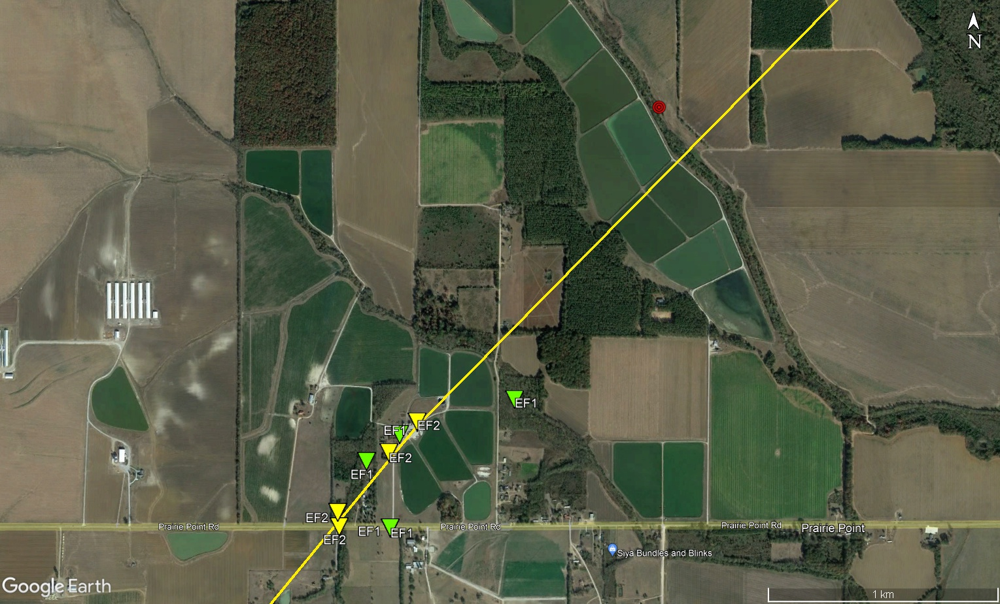 N
EF1
EF1
EF2
EF2
EF1
EF2
EF2
EF1
EF1
Prairie Point Rd
Prairie Point Rd
Prairie Point Rd
Prairie Point
Siya Bundles and Blinks
Google Earth
1 km